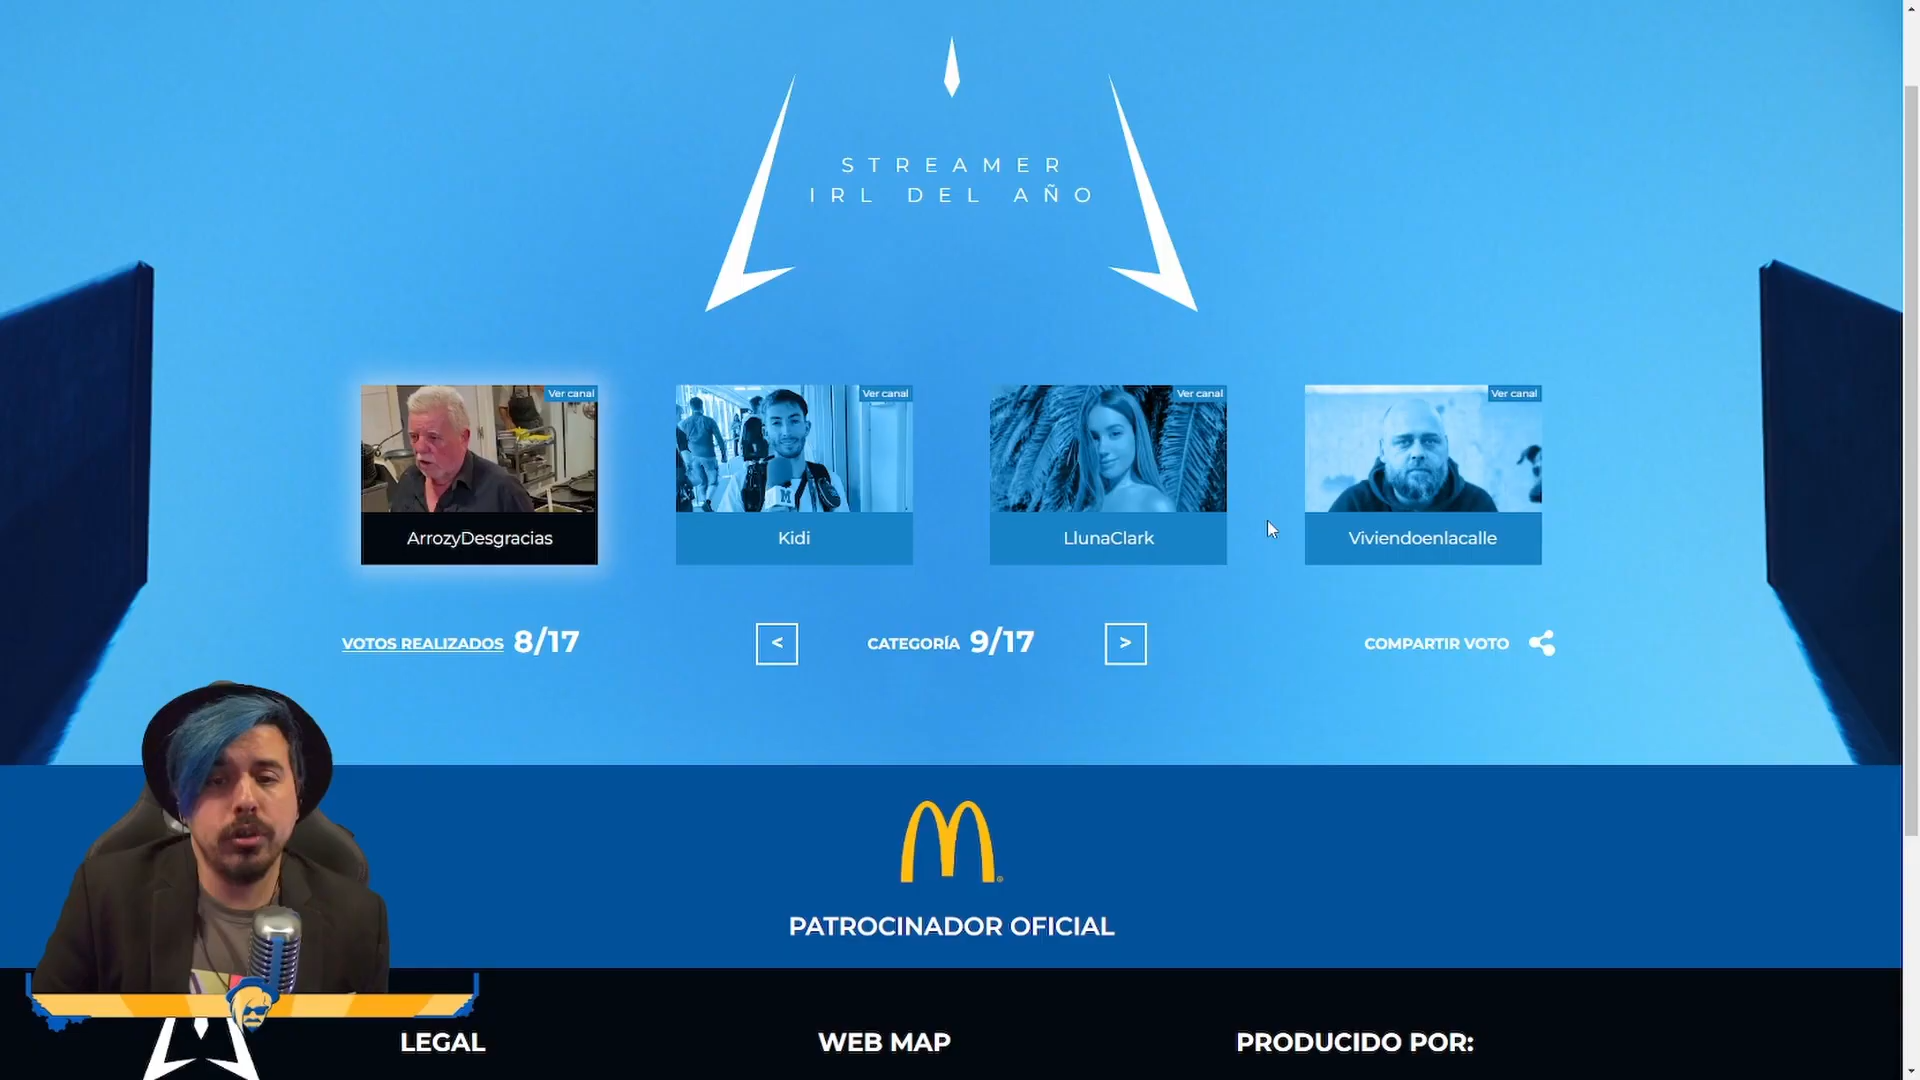 STREAMER
IRL DEL AÑO
Ver canal
Ver canal
Ver canal
Ver canal
ArrozyDesgracias
Kidi
LlunaClark
Viviendoenlacalle
VOTOS REALIZADOS 8/17
<
CATEGORÍA 9/17
>
COMPARTIR VOTO
PATROCINADOR OFICIAL
LEGAL
WEB MAP
PRODUCIDO POR: